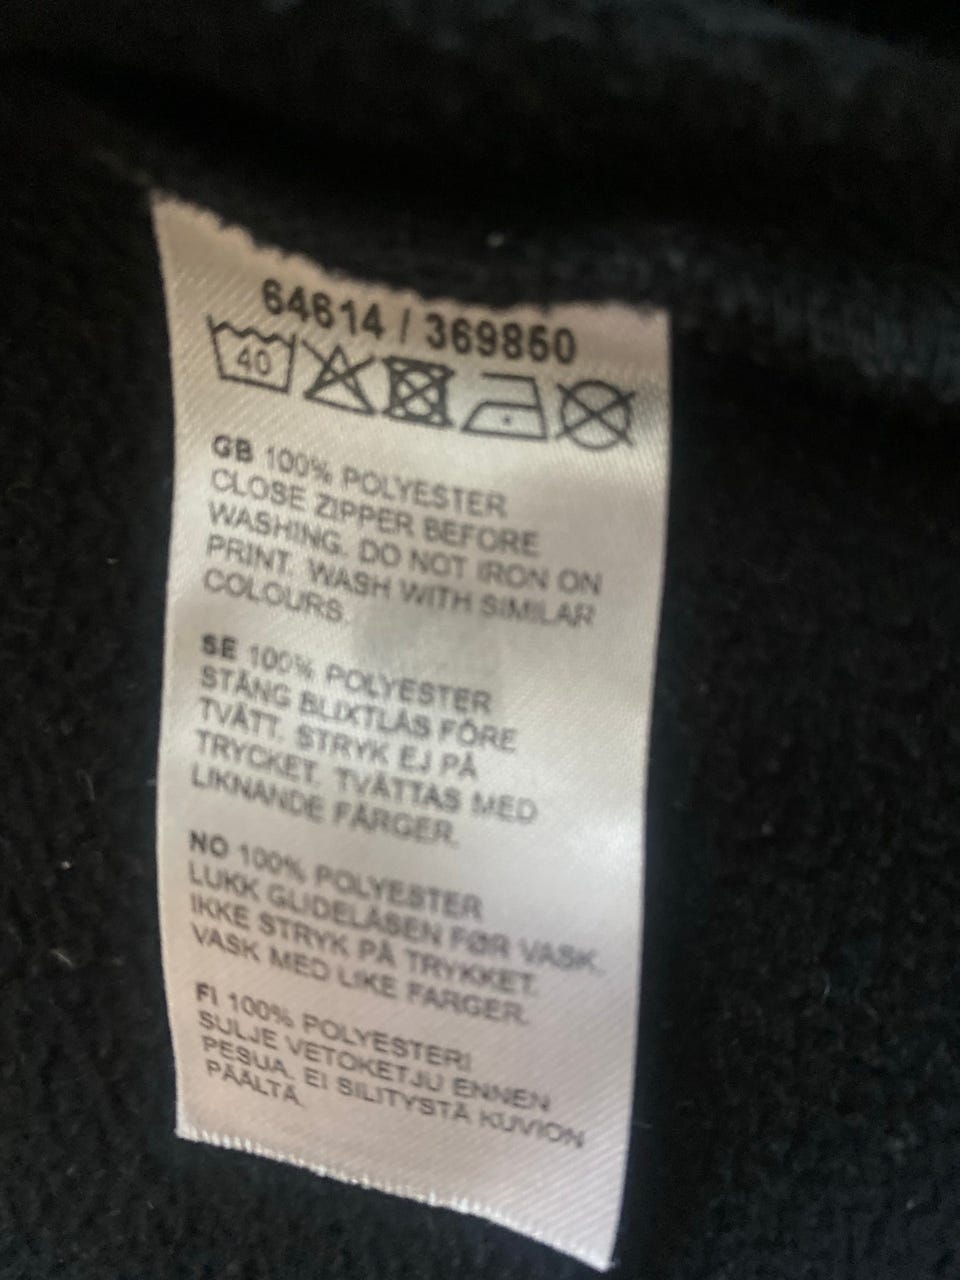 64614 / 369850
40
GB 100% POLYESTER
CLOSE ZIPPER BEFORE
WASHING. DO NOT IRON ON
PRINT. WASH WITH SIMILAR
COLOURS.
SE 100% POLYESTER
STÄNG BLIXTLÅS FÖRE
TVÄTT. STRYK EJ PÅ
TRYCKET. TVÄTTAS MED
LIKNANDE FÄRGER.
NO 100% POLYESTER
LUKK GLIDELÅSEN FØR VASK.
IKKE STRYK PÅ TRYKKET.
VASK MED LIKE FARGER.
FI 100% POLYESTERI
SULJE VETOKETJU ENNEN
PESUA. EI SILITYSTÄ KUVION
PÄÄLTÄ.